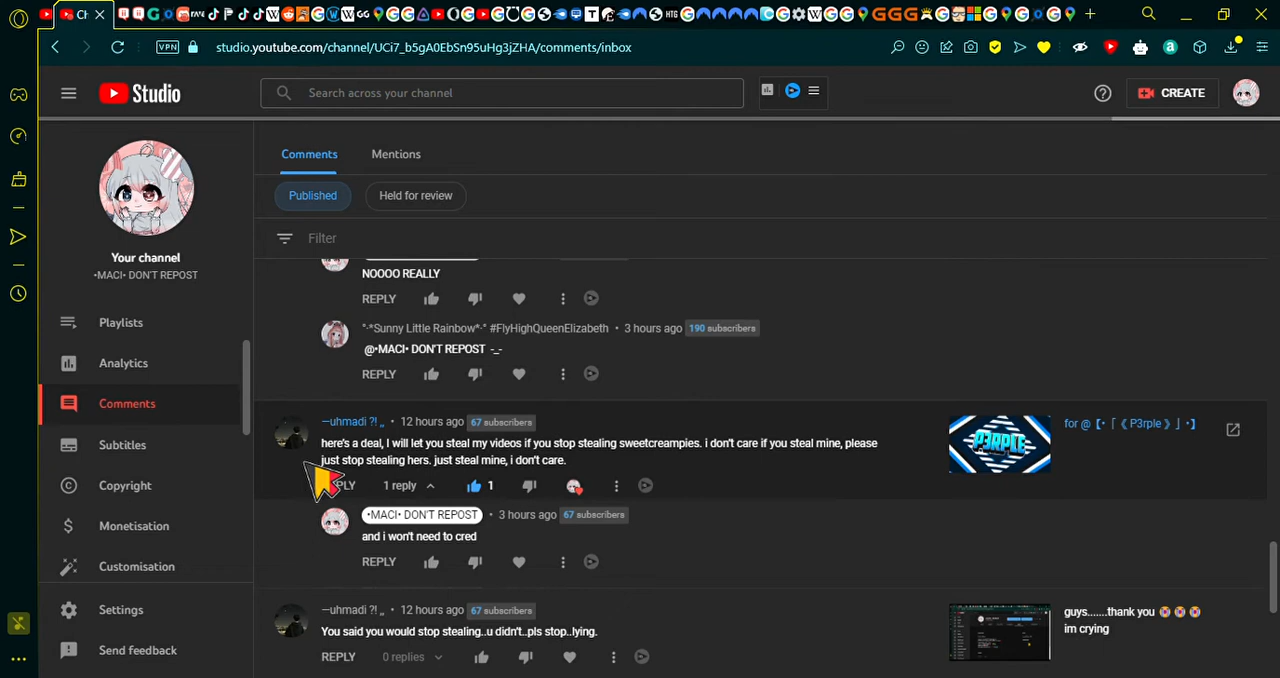 Ch
VPN
studio.youtube.com/channel/UCi7_b5gA0EbSn95uHg3jZHA/comments/inbox
Studio
Search across your channel
CREATE
Your channel
•MACI• DON'T REPOST
Playlists
Analytics
Comments
Subtitles
Copyright
Monetisation
Customisation
Settings
Send feedback
Comments
Mentions
Published
Held for review
Filter
NOOOO REALLY
REPLY
°·*Sunny Little Rainbow*·° #FlyHighQueenElizabeth • 3 hours ago 190 subscribers
@•MACI• DON'T REPOST -_-
REPLY
—uhmadi ?! „ • 12 hours ago 67 subscribers
here's a deal, I will let you steal my videos if you stop stealing sweetcreampies. i don't care if you steal mine, please
just stop stealing hers. just steal mine, i don't care.
1 reply 1
for @【•「《 P3rple 》」•】
P3RPLE
•MACI• DON'T REPOST • 3 hours ago 67 subscribers
and i won't need to cred
REPLY
—uhmadi ?! „ • 12 hours ago 67 subscribers
You said you would stop stealing..u didn't..pls stop..lying.
REPLY 0 replies
guys.......thank you 😭😭😭
im crying